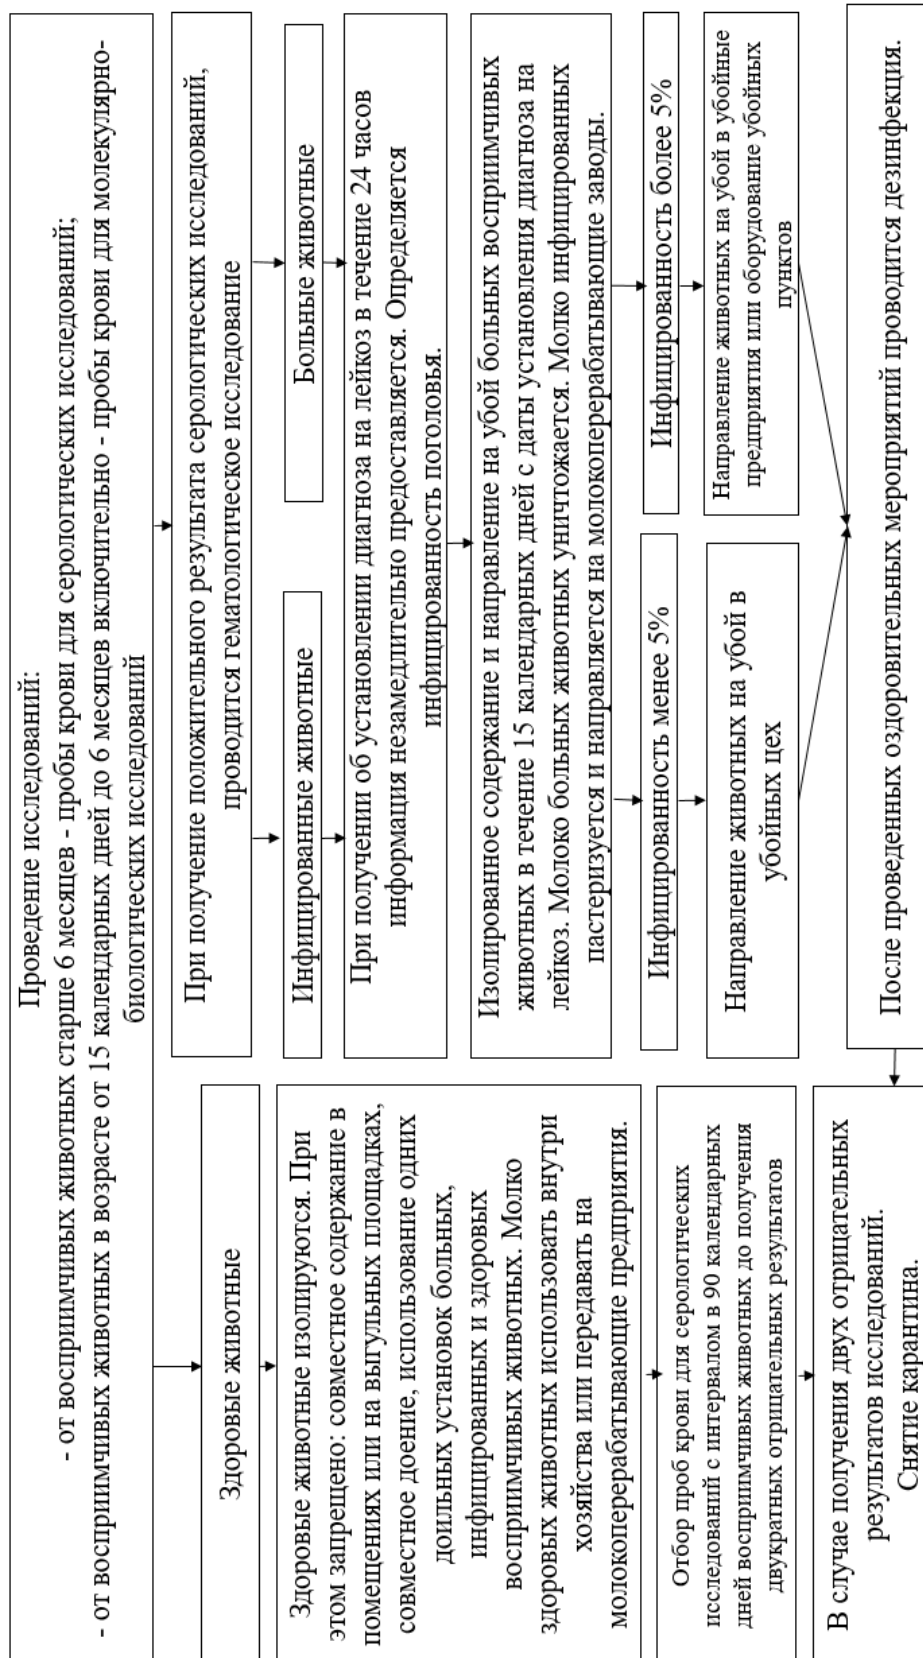 Проведение исследований:
- от восприимчивых животных старше 6 месяцев - пробы крови для серологических исследований;
- от восприимчивых животных в возрасте от 15 календарных дней до 6 месяцев включительно - пробы крови для молекулярно-
биологических исследований
Здоровые животные
Здоровые животные изолируются. При
этом запрещено: совместное содержание в
помещениях или на выгульных площадках,
совместное доение, использование одних
доильных установок больных,
инфицированных и здоровых
восприимчивых животных. Молко
здоровых животных использовать внутри
хозяйства или передавать на
молокоперерабатывающие предприятия.
Отбор проб крови для серологических
исследований с интервалом в 90 календарных
дней восприимчивых животных до получения
двукратных отрицательных результатов
В случае получения двух отрицательных
результатов исследований.
Снятие карантина.
При получение положительного результата серологических исследований,
проводится гематологическое исследование
Инфицированные животные
Больные животные
При получении об установлении диагноза на лейкоз в течение 24 часов
информация незамедлительно предоставляется. Определяется
инфицированность поголовья.
Изолированное содержание и направление на убой больных восприимчивых
животных в течение 15 календарных дней с даты установления диагноза на
лейкоз. Молоко больных животных уничтожается. Молко инфицированных
пастеризуется и направляется на молокоперерабатывающие заводы.
Инфицированность менее 5%
Инфицированность более 5%
Направление животных на убой в
убойных цех
Направление животных на убой в убойные
предприятия или оборудование убойных
пунктов
После проведенных оздоровительных мероприятий проводится дезинфекция.